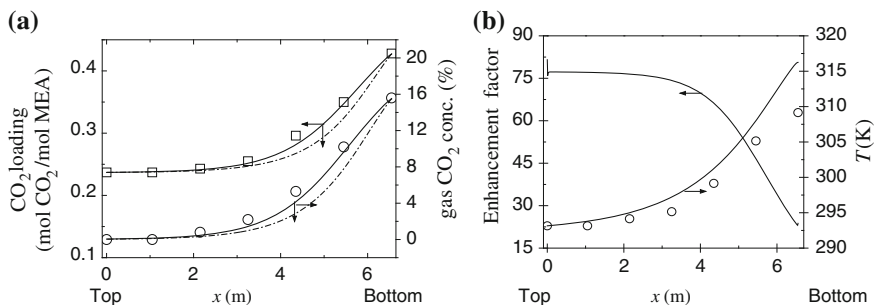 (a)
CO2 loading
(mol CO2/mol MEA)
0.4
0.3
0.2
0.1
20
16
12
8
4
0
gas CO2 conc. (%)
0 2 4 6
Top x (m) Bottom
(b)
Enhancement factor
90
75
60
45
30
15
320
315
310
305
300
295
290
T (K)
0 2 4 6
Top x (m) Bottom